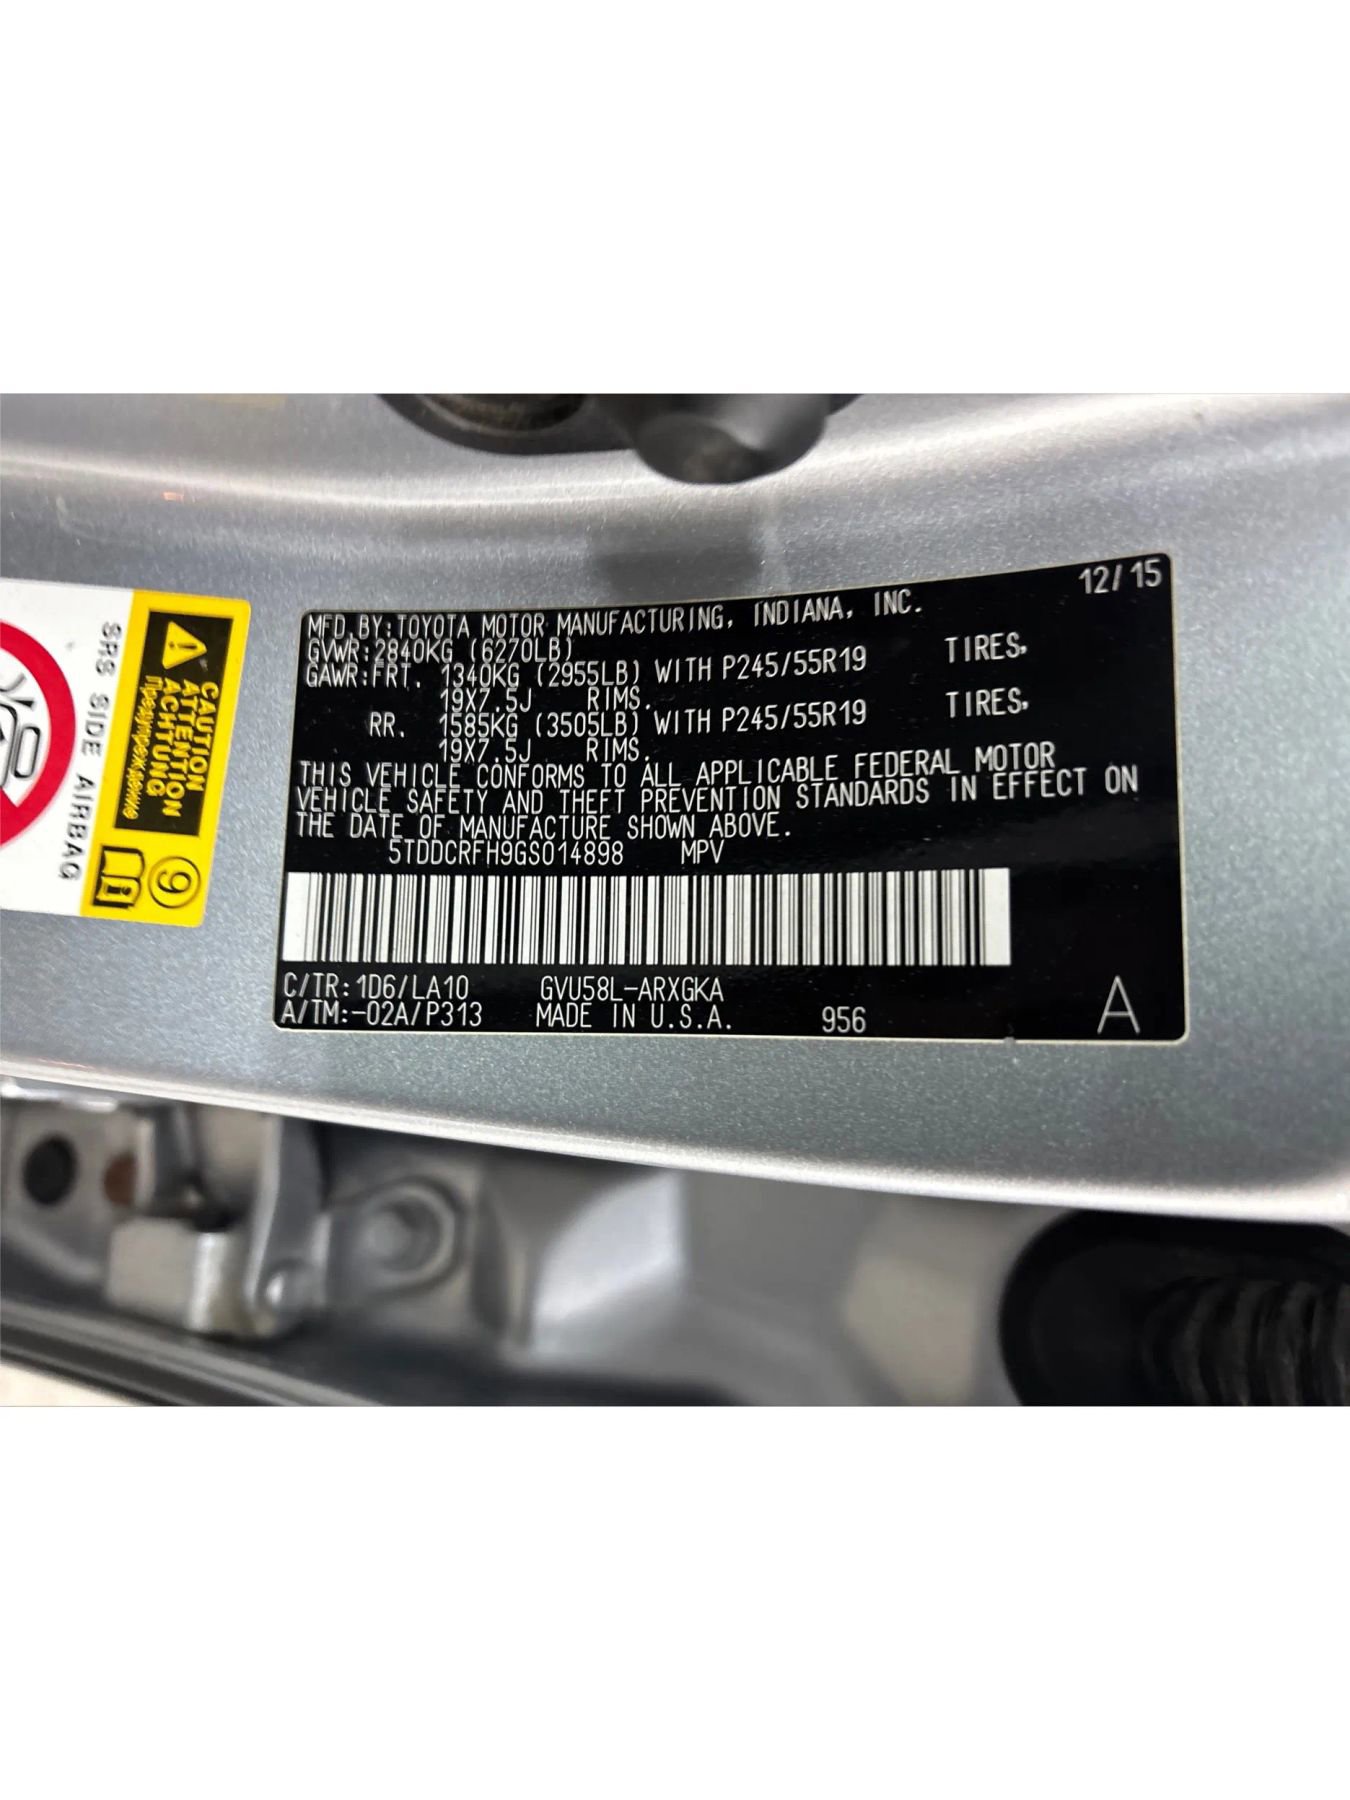 12/15
MFD.BY:TOYOTA MOTOR MANUFACTURING, INDIANA, INC.
GVWR:2840KG (6270LB)
GAWR:FRT. 1340KG (2955LB) WITH P245/55R19 TIRES,
19X7.5J RIMS.
RR. 1585KG (3505LB) WITH P245/55R19 TIRES,
19X7.5J RIMS.
THIS VEHICLE CONFORMS TO ALL APPLICABLE FEDERAL MOTOR
VEHICLE SAFETY AND THEFT PREVENTION STANDARDS IN EFFECT ON
THE DATE OF MANUFACTURE SHOWN ABOVE.
5TDDCRFH9GS014898 MPV
C/TR:1D6/LA10 GVU58L-ARXGKA
A/TM:-02A/P313 MADE IN U.S.A. 956 A
CAUTION
ATTENTION
ACHTUNG
Предупреждение
SRS SIDE AIRBAG
9